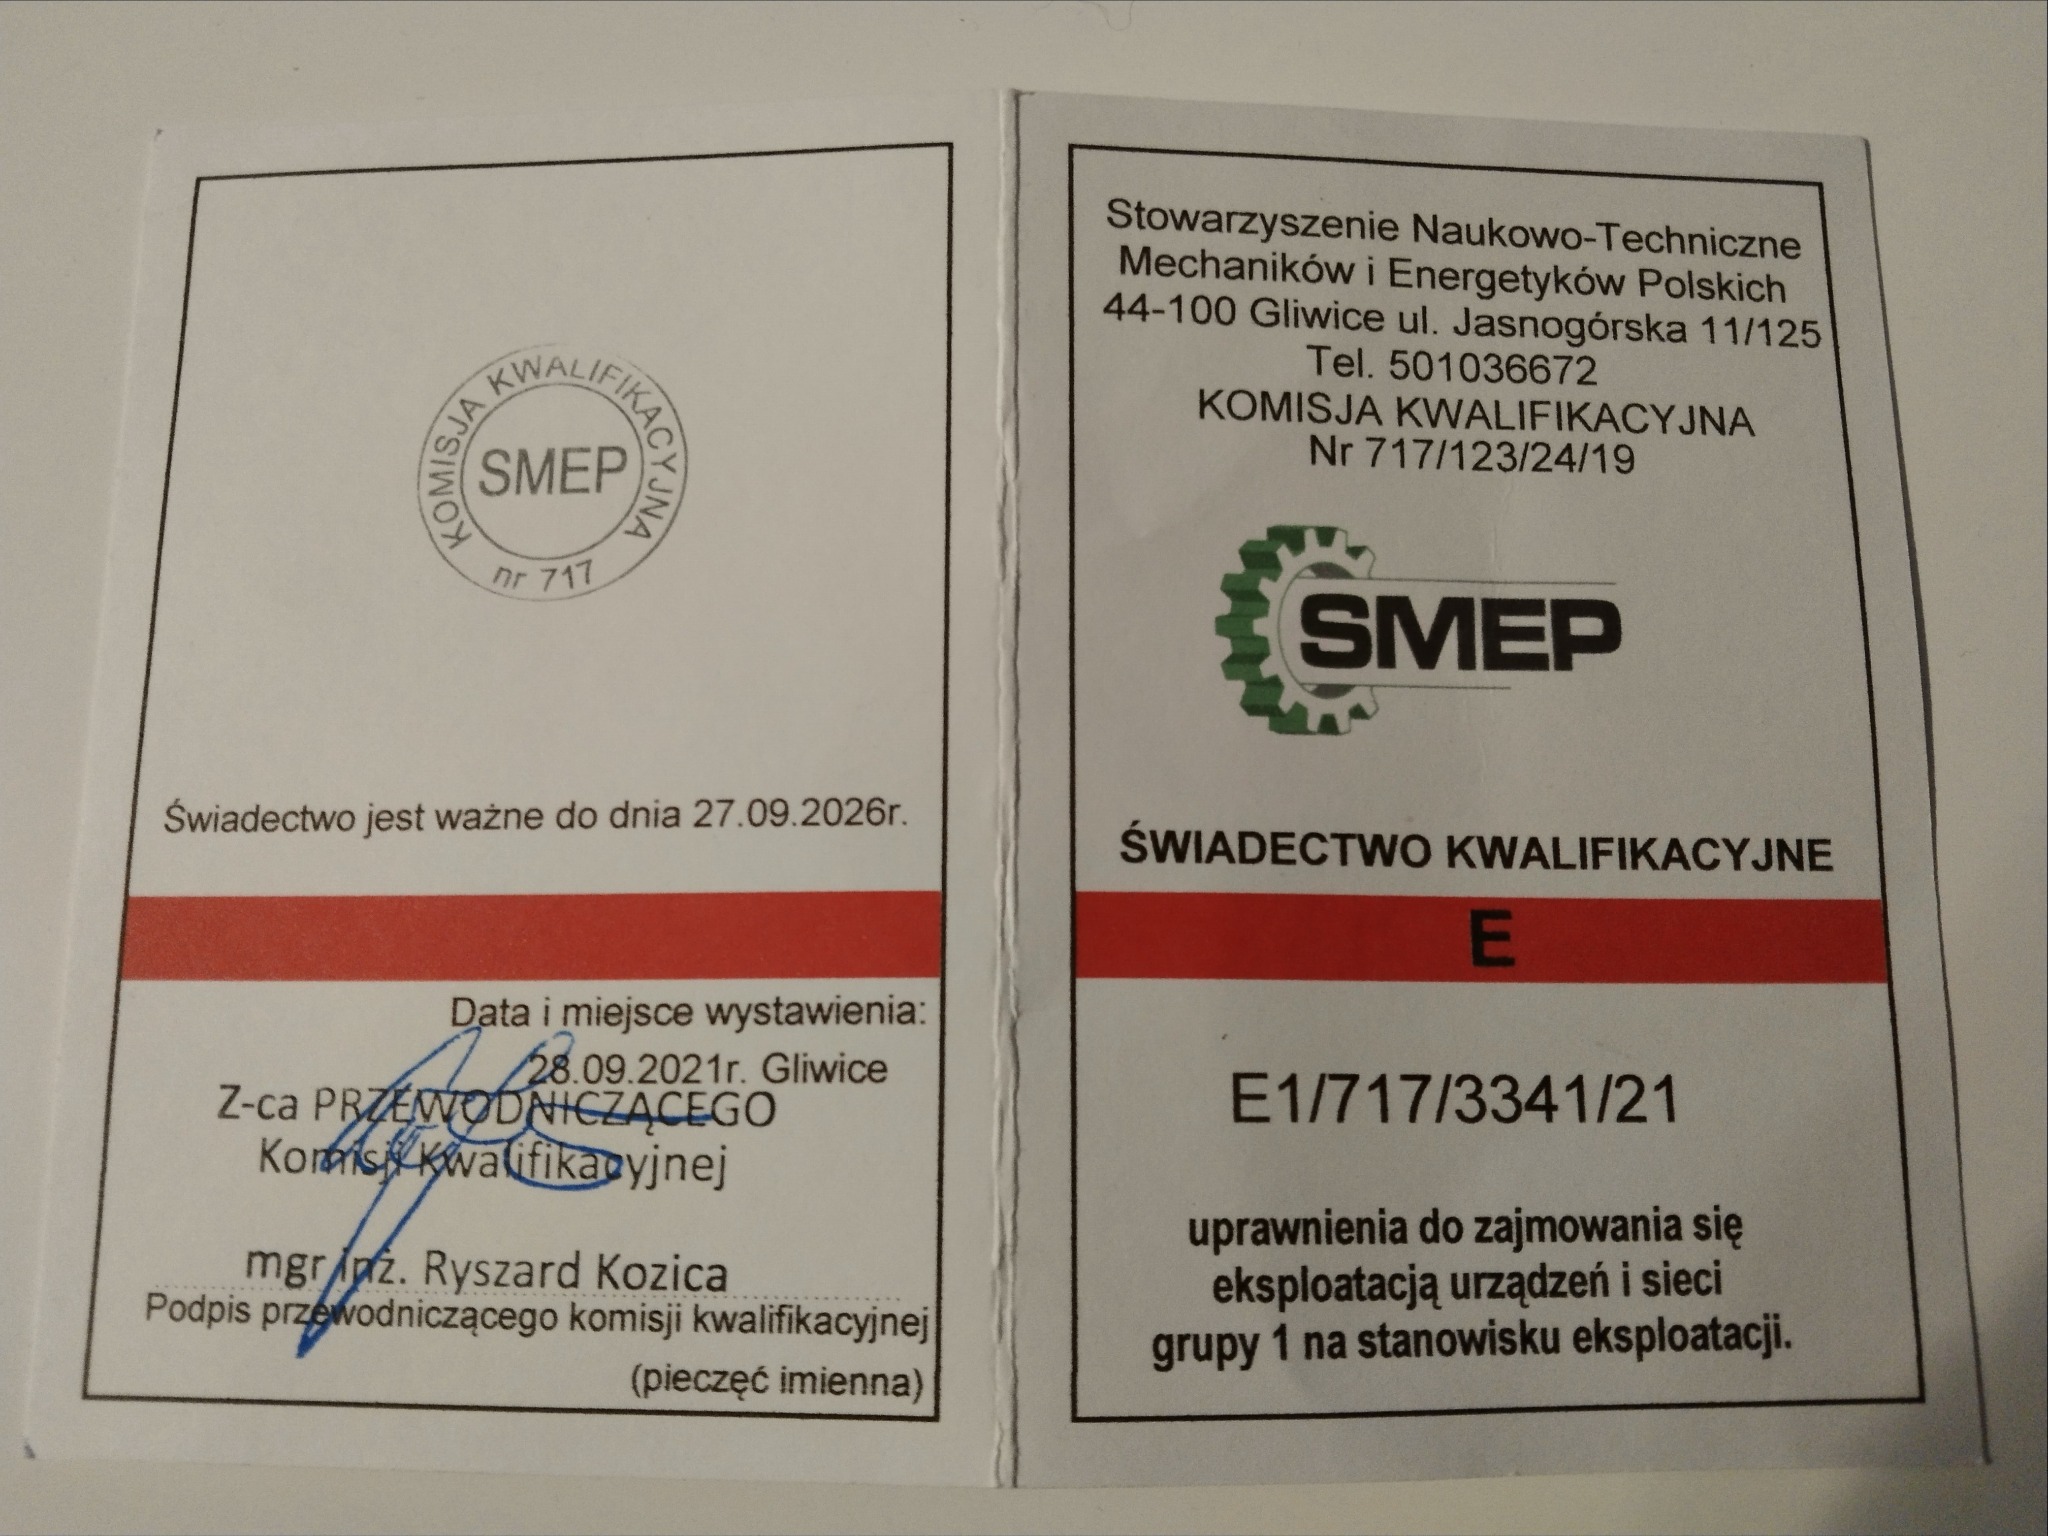 KOMISJA KWALIFIKACYJNA
SMEP
nr 717
Świadectwo jest ważne do dnia 27.09.2026r.
Data i miejsce wystawienia:
28.09.2021r. Gliwice
Z-ca PRZEWODNICZĄCEGO
Komisji Kwalifikacyjnej
mgr inż. Ryszard Kozica
Podpis przewodniczącego komisji kwalifikacyjnej
(pieczęć imienna)
Stowarzyszenie Naukowo-Techniczne
Mechaników i Energetyków Polskich
44-100 Gliwice ul. Jasnogórska 11/125
Tel. 501036672
KOMISJA KWALIFIKACYJNA
Nr 717/123/24/19
SMEP
ŚWIADECTWO KWALIFIKACYJNE
E
E1/717/3341/21
uprawnienia do zajmowania się
eksploatacją urządzeń i sieci
grupy 1 na stanowisku eksploatacji.